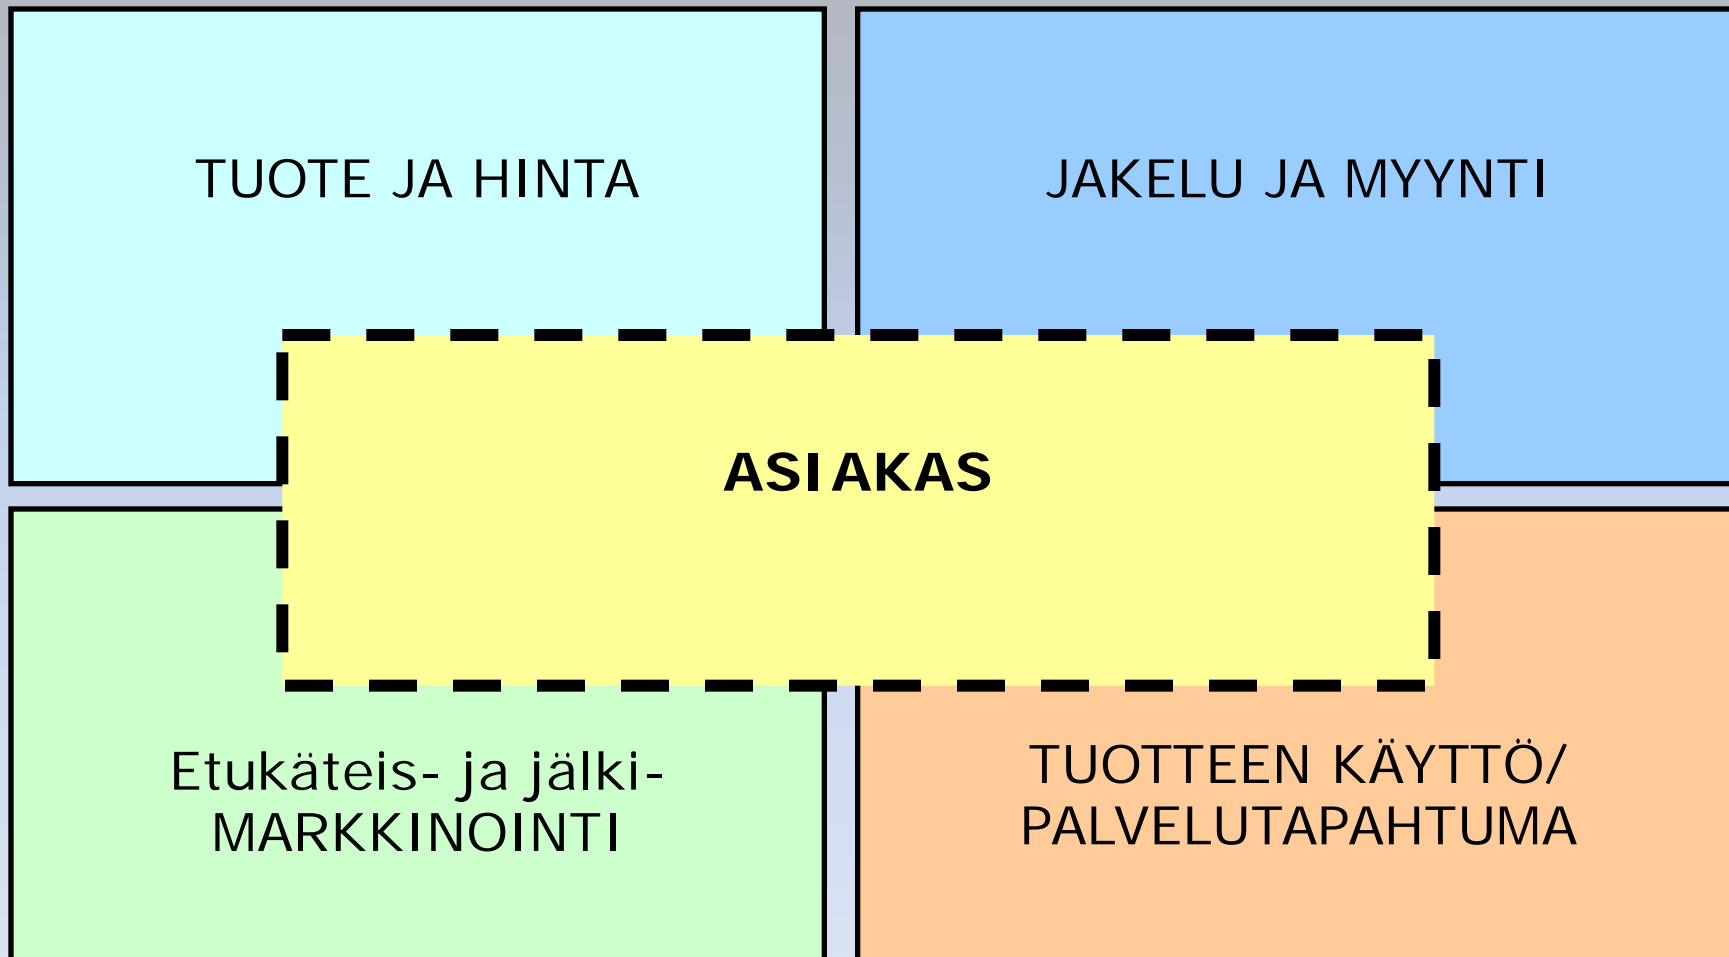 TUOTE JA HINTA
JAKELU JA MYYNTI
ASIAKAS
Etukäteis- ja jälki-
MARKKINOINTI
TUOTTEEN KÄYTTÖ/
PALVELUTAPAHTUMA